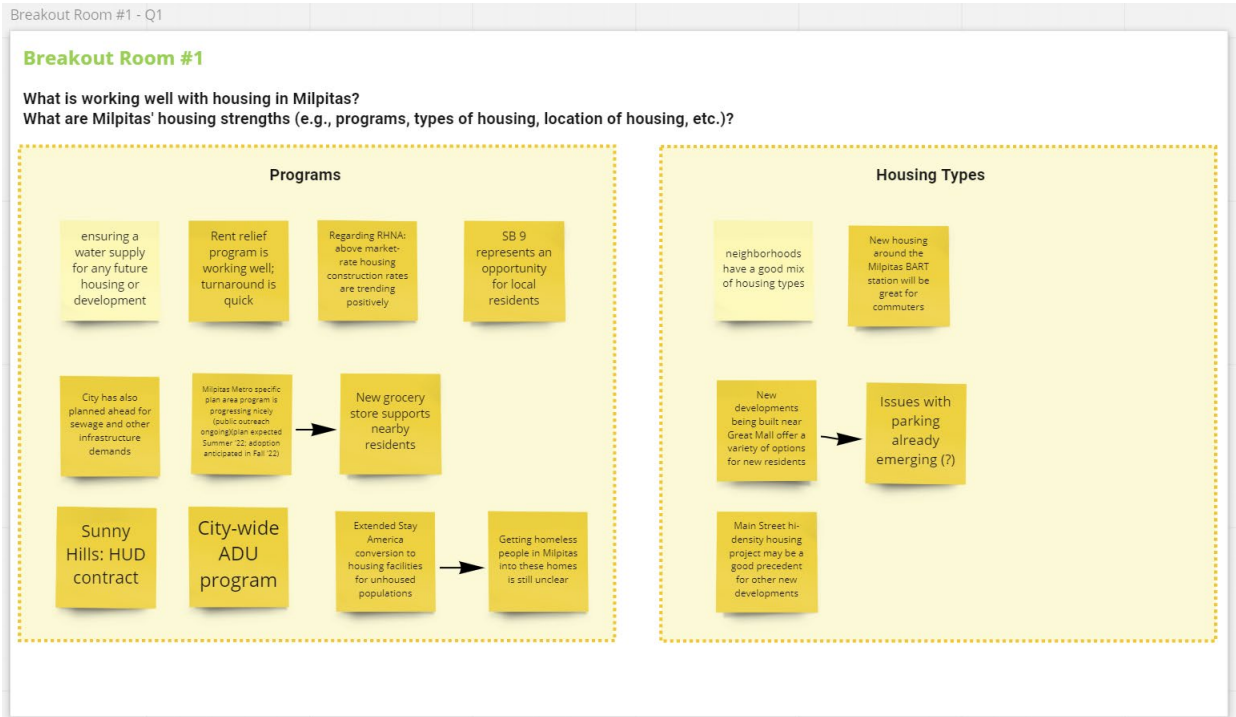 Breakout Room #1 - Q1
Breakout Room #1
What is working well with housing in Milpitas?
What are Milpitas' housing strengths (e.g., programs, types of housing, location of housing, etc.)?
Programs
ensuring a
water supply
for any future
housing or
development
Rent relief
program is
working well;
turnaround is
quick
Regarding RHNA:
above market-
rate housing
construction rates
are trending
positively
SB 9
represents an
opportunity
for local
residents
City has also
planned ahead for
sewage and other
infrastructure
demands
Milpitas Metro specific
plan area program is
progressing nicely
(public outreach
ongoing)(plan expected
Summer '22; adoption
anticipated in Fall '22)
New grocery
store supports
nearby
residents
Sunny
Hills: HUD
contract
City-wide
ADU
program
Extended Stay
America
conversion to
housing facilities
for unhoused
populations
Getting homeless
people in Milpitas
into these homes
is still unclear
Housing Types
neighborhoods
have a good mix
of housing types
New housing
around the
Milpitas BART
station will be
great for
commuters
New
developments
being built near
Great Mall offer a
variety of options
for new residents
Issues with
parking
already
emerging (?)
Main Street hi-
density housing
project may be a
good precedent
for other new
developments